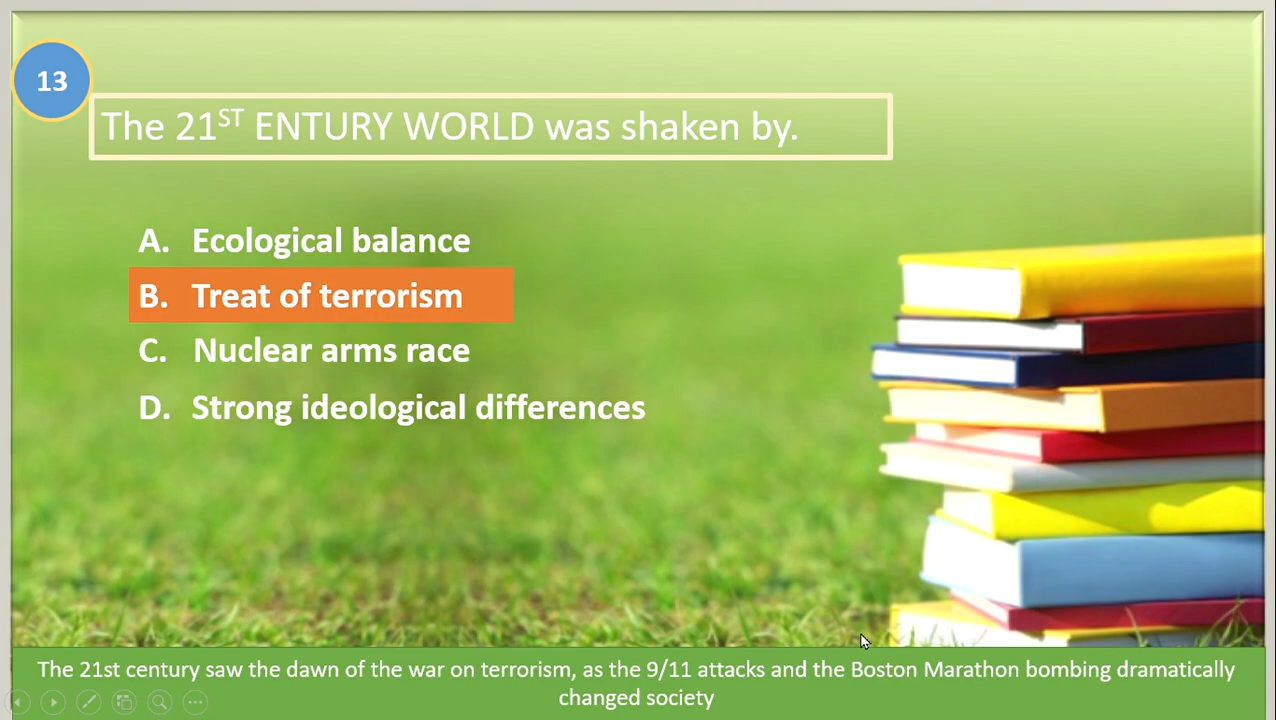 13
The 21ST ENTURY WORLD was shaken by.
A. Ecological balance
B. Treat of terrorism
C. Nuclear arms race
D. Strong ideological differences
The 21st century saw the dawn of the war on terrorism, as the 9/11 attacks and the Boston Marathon bombing dramatically
changed society